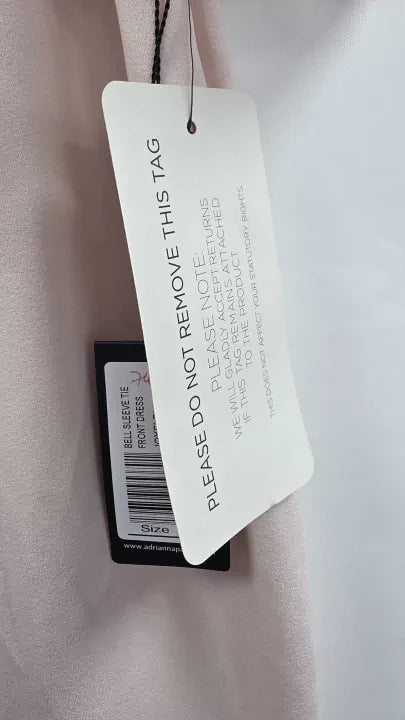 PLEASE DO NOT REMOVE THIS TAG
PLEASE NOTE:
WE WILL GLADLY ACCEPT RETURNS
IF THIS TAG REMAINS ATTACHED
TO THE PRODUCT
THIS DOES NOT AFFECT YOUR STATUTORY RIGHTS
BELL SLEEVE TIE
FRONT DRESS
Size
www.adriannap